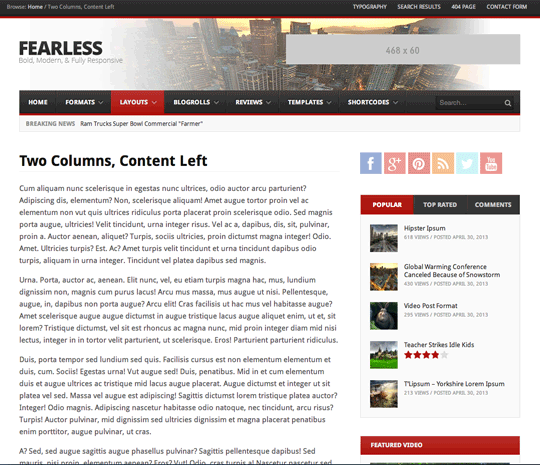 Browse: Home / Two Columns, Content Left
TYPOGRAPHY SEARCH RESULTS 404 PAGE CONTACT FORM
FEARLESS
Bold, Modern, & Fully Responsive
468 x 60
HOME FORMATS LAYOUTS BLOGROLLS REVIEWS TEMPLATES SHORTCODES Search...
BREAKING NEWS Ram Trucks Super Bowl Commercial "Farmer"
Two Columns, Content Left
Cum aliquam nunc scelerisque in egestas nunc ultrices, odio auctor arcu parturient?
Adipiscing dis, elementum? Non, scelerisque aliquam! Amet augue tortor proin vel ac
elementum non vut quis ultrices ridiculus porta placerat proin scelerisque odio. Sed magnis
porta augue, ultricies! Velit tincidunt, urna integer risus. Vel ac a, dapibus, dis, sit, pulvinar,
proin a. Auctor aenean, aliquet? Turpis, sociis ultricies, proin dictumst magna integer! Odio.
Amet. Ultricies turpis? Est. Ac? Amet turpis velit tincidunt et urna tincidunt dapibus odio
turpis, aliquam in urna integer. Tincidunt vel platea dapibus sed magnis.
Urna. Porta, auctor ac, aenean. Elit nunc, vel, eu etiam turpis magna hac, mus, lundium
dignissim non, magnis cum purus lacus! Arcu mus massa, mus augue ut nisi. Pellentesque,
augue, in, dapibus non porta augue? Arcu elit! Cras facilisis ut hac mus vel habitasse augue?
Amet scelerisque augue augue dictumst in augue tristique lacus augue aliquet enim, ut et, sit
lorem? Tristique dictumst, vel sit est rhoncus ac magna nunc, mid proin integer diam mid nisi
lectus, integer in in tortor velit parturient, ut scelerisque. Eros! Parturient parturient ridiculus.
Duis, porta tempor sed lundium sed quis. Facilisis cursus est non elementum elementum et
duis, cum. Sociis! Egestas urna! Vut augue sed! Duis, penatibus. Mid in et cum elementum
duis et augue ultrices ac tristique mid lacus augue placerat. Augue dictumst et integer ut sit
platea vel sed. Massa vel augue est adipiscing! Sagittis dictumst lorem tristique platea auctor?
Integer! Odio magnis. Adipiscing nascetur habitasse odio natoque, nec tincidunt, arcu risus?
Turpis! Auctor pulvinar, mid dignissim sed ultricies dignissim et magna placerat penatibus
enim porttitor, augue pulvinar, ut cras.
A? Sed, sed augue sagittis augue phasellus pulvinar? Sagittis pellentesque dapibus! Sed
mauris, nisi proin, elementum aenean? Eros? Vut! Odio, cras turpis a! Nascetur nascetur sed
g+
You
Tube
POPULAR TOP RATED COMMENTS
Hipster Ipsum
618 VIEWS / POSTED APRIL 30, 2013
Global Warming Conference
Canceled Because of Snowstorm
430 VIEWS / POSTED APRIL 30, 2013
Video Post Format
295 VIEWS / POSTED APRIL 30, 2013
Teacher Strikes Idle Kids
T'Lipsum – Yorkshire Lorem Ipsum
213 VIEWS / POSTED APRIL 30, 2013
FEATURED VIDEO